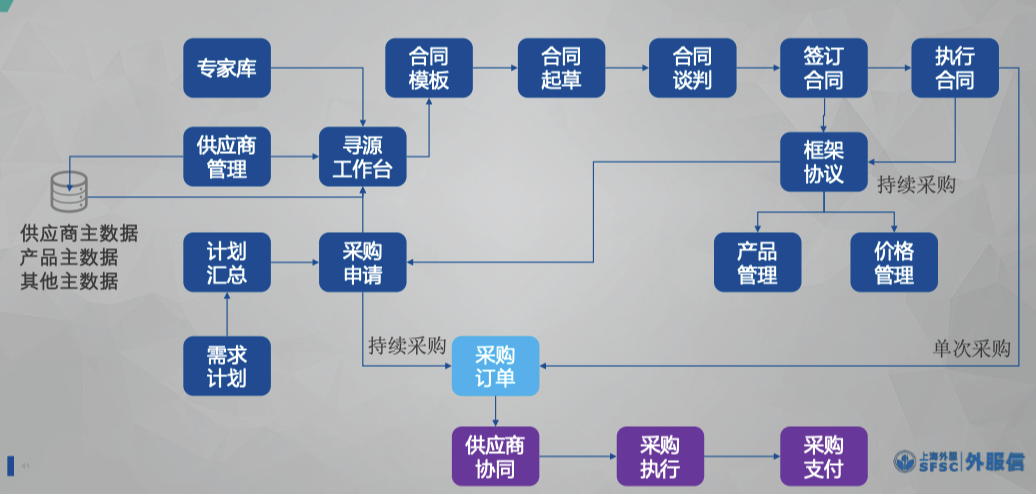 专家库
合同
模板
合同
起草
合同
谈判
签订
合同
执行
合同
供应商
管理
寻源
工作台
框架
协议
持续采购
供应商主数据
产品主数据
其他主数据
计划
汇总
采购
申请
产品
管理
价格
管理
需求
计划
持续采购
采购
订单
单次采购
供应商
协同
采购
执行
采购
支付
41
上海外服
SFSC
外服信